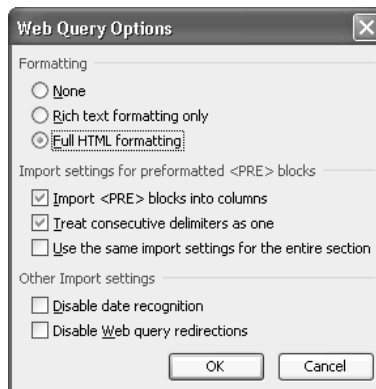 Web Query Options
Formatting
None
Rich text formatting only
Full HTML formatting
Import settings for preformatted <PRE> blocks
Import <PRE> blocks into columns
Treat consecutive delimiters as one
Use the same import settings for the entire section
Other Import settings
Disable date recognition
Disable Web query redirections
OK Cancel